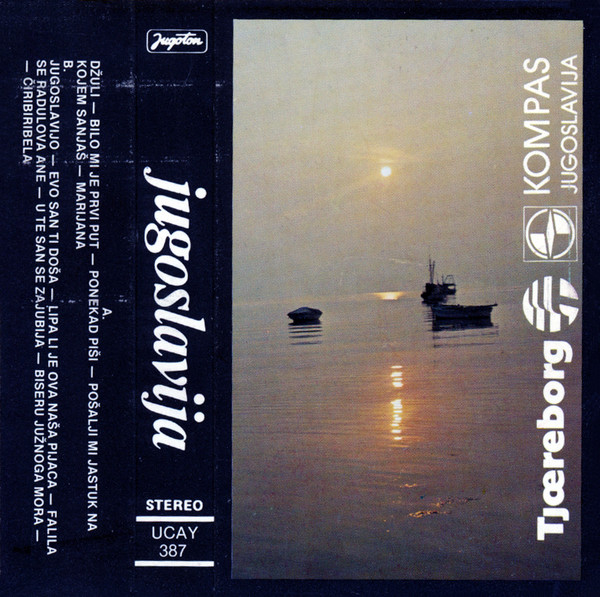 A.
DŽULI — BILO MI JE PRVI PUT — PONEKAD PIŠI — POŠALJI MI JASTUK NA
KOJEM SANJAŠ — MARIJANA
B.
JUGOSLAVIJO — EVO SAN TI DOŠA — LIPA LI JE OVA NAŠA PIJACA — FALILA
SE RADULOVA ANE — U TE SAN SE ZAJUBIJA — BISERU JUŽNOGA MORA —
— ĆIRIBIRIBELA
Jugoton
jugoslavija
STEREO
UCAY
387
KOMPAS
JUGOSLAVIJA
Tjæreborg